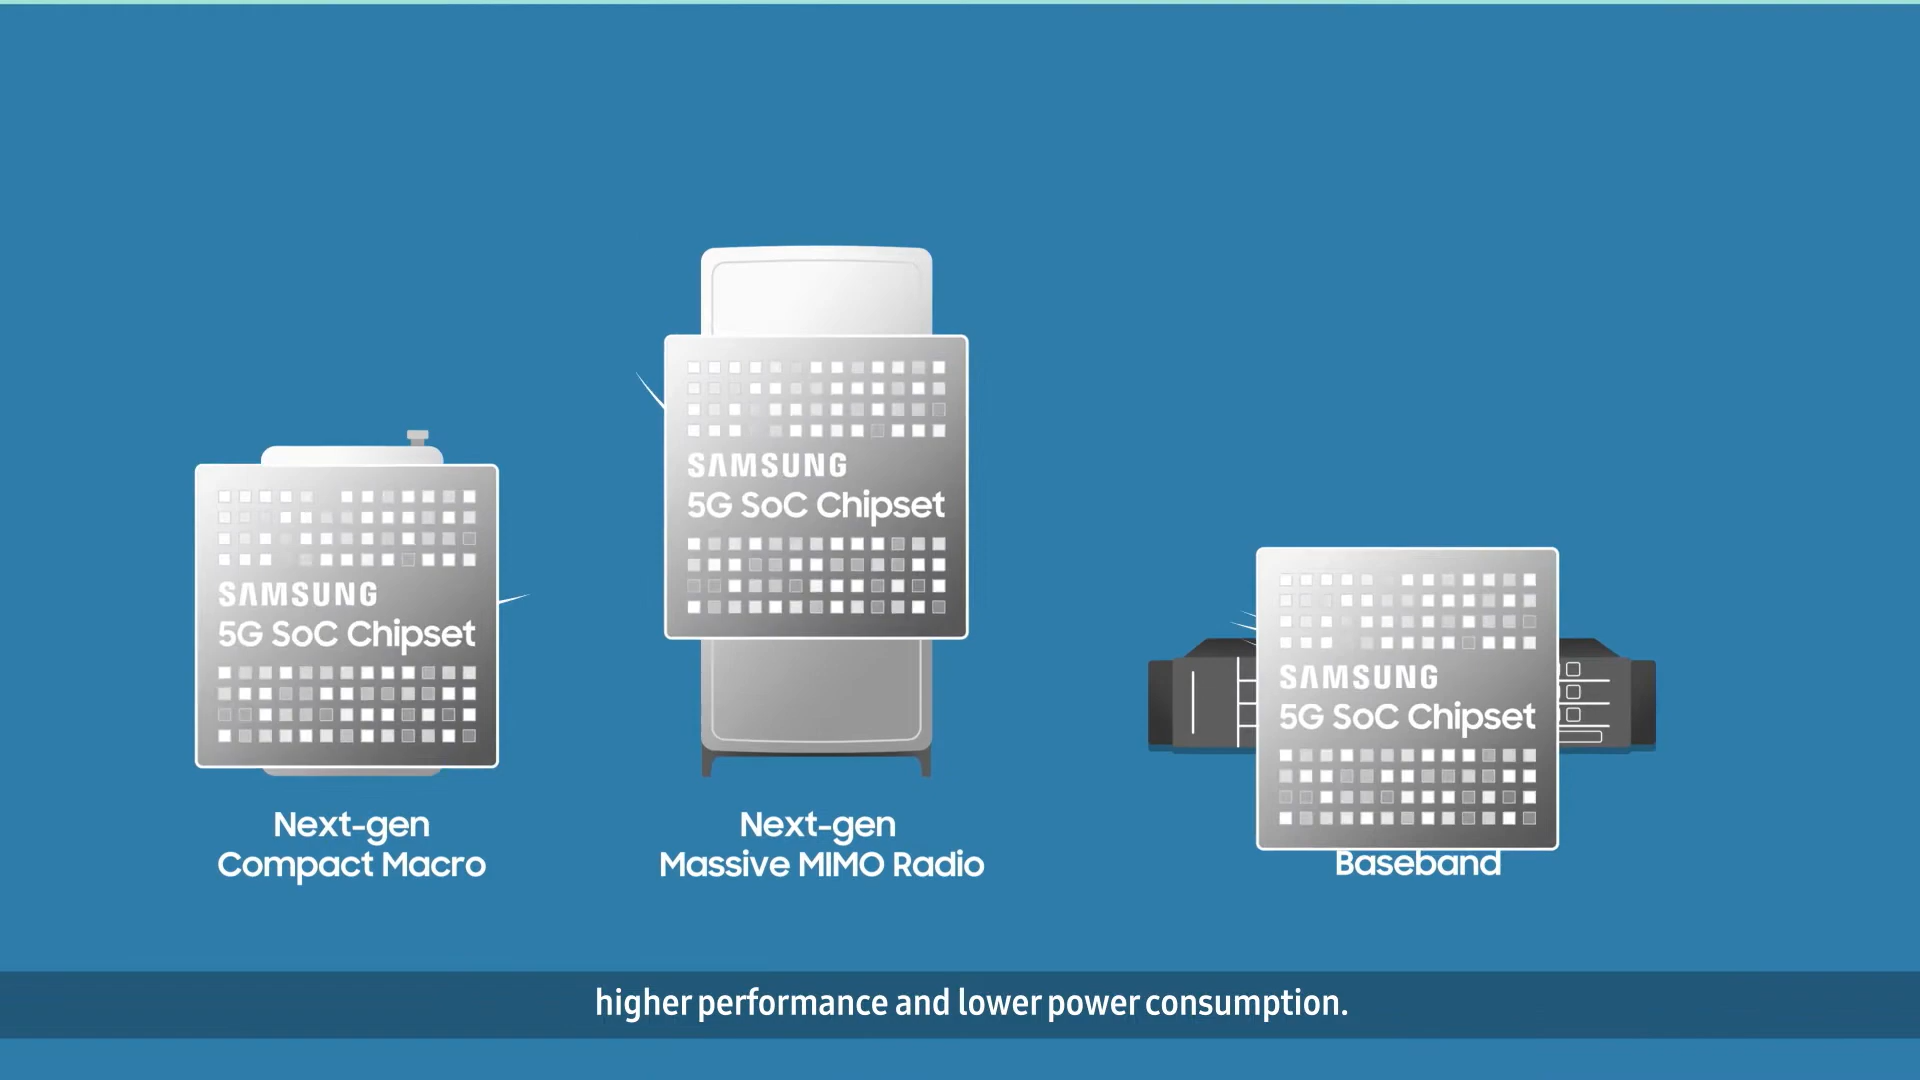 SAMSUNG
5G SoC Chipset
Next-gen
Compact Macro
SAMSUNG
5G SoC Chipset
Next-gen
Massive MIMO Radio
SAMSUNG
5G SoC Chipset
Baseband
higher performance and lower power consumption.